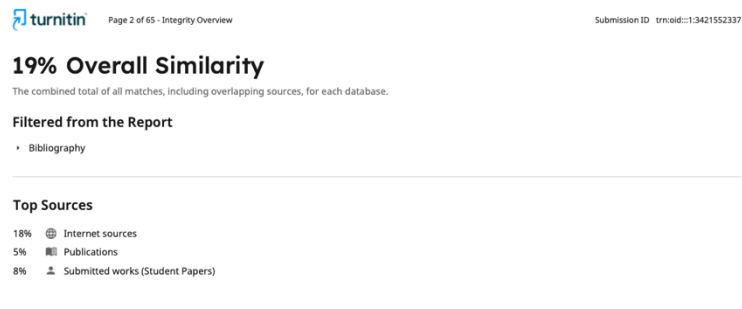 turnitin Page 2 of 65 - Integrity Overview Submission ID trn:oid:::1:3421552337
19% Overall Similarity
The combined total of all matches, including overlapping sources, for each database.
Filtered from the Report
Bibliography
Top Sources
18% Internet sources
5% Publications
8% Submitted works (Student Papers)